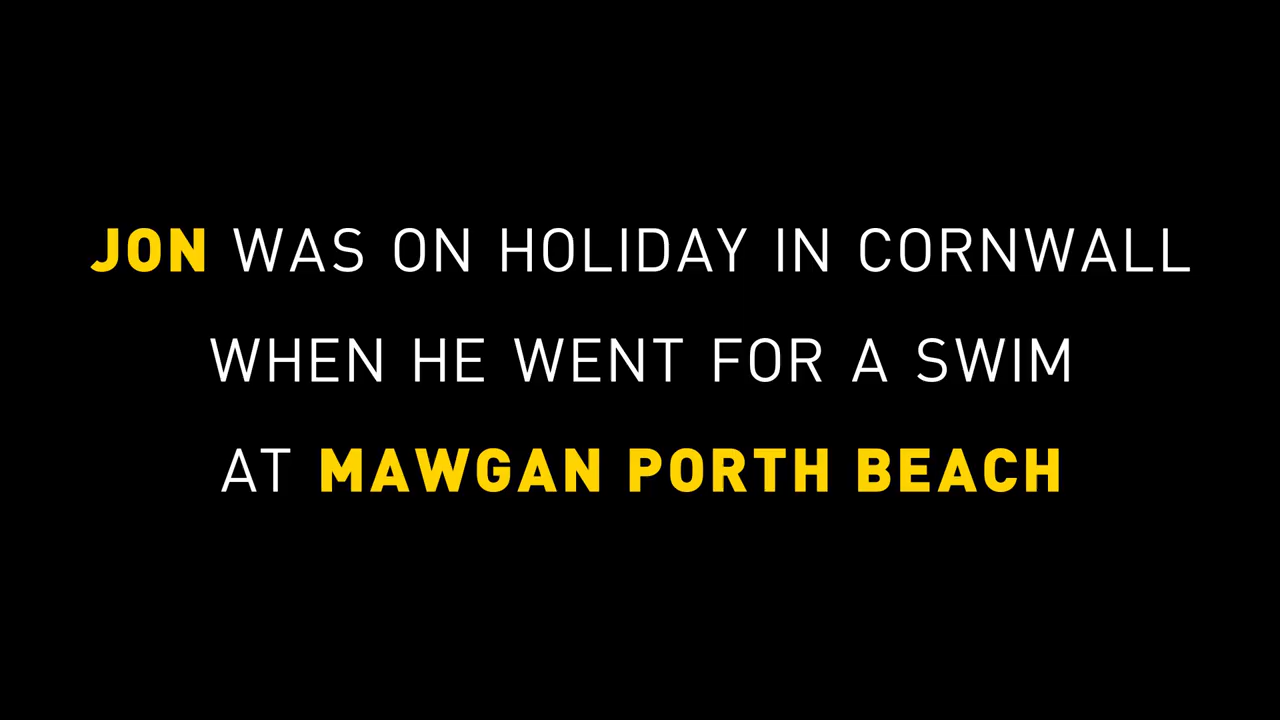 JON WAS ON HOLIDAY IN CORNWALL
WHEN HE WENT FOR A SWIM
AT MAWGAN PORTH BEACH